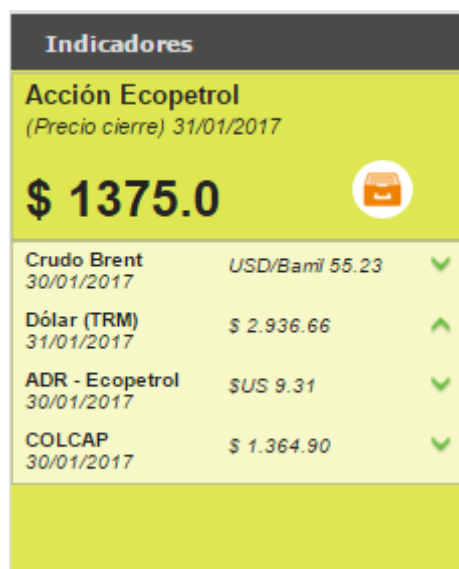 Indicadores
Acción Ecopetrol
(Precio cierre) 31/01/2017
$ 1375.0
Crudo Brent USD/Barril 55.23
30/01/2017
Dólar (TRM) $ 2.936.66
31/01/2017
ADR - Ecopetrol $US 9.31
30/01/2017
COLCAP $ 1.364.90
30/01/2017